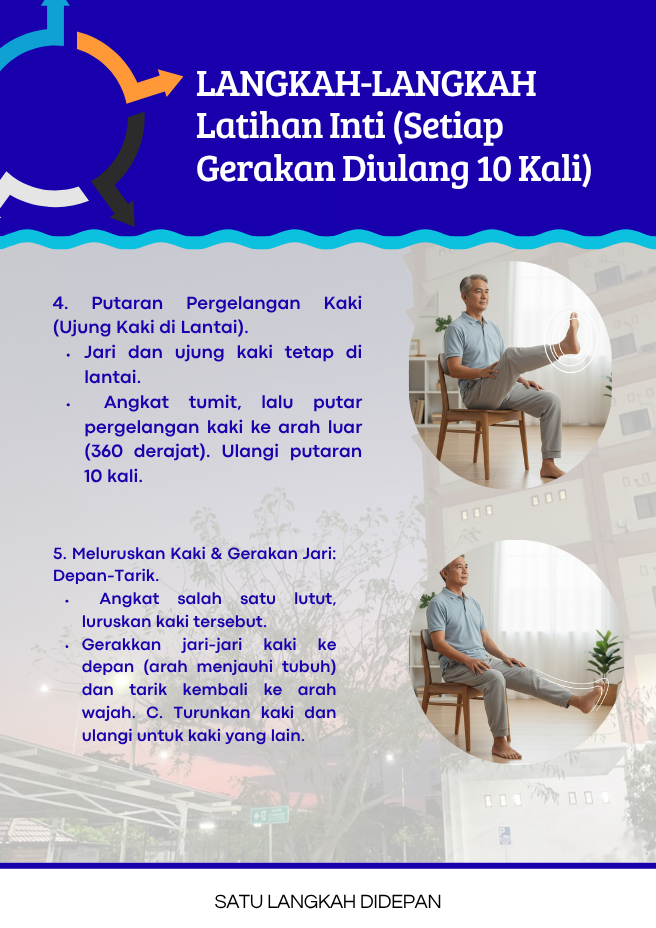 LANGKAH-LANGKAH
Latihan Inti (Setiap
Gerakan Diulang 10 Kali)
4. Putaran Pergelangan Kaki
(Ujung Kaki di Lantai).
• Jari dan ujung kaki tetap di
lantai.
• Angkat tumit, lalu putar
pergelangan kaki ke arah luar
(360 derajat). Ulangi putaran
10 kali.
5. Meluruskan Kaki & Gerakan Jari:
Depan-Tarik.
• Angkat salah satu lutut,
luruskan kaki tersebut.
• Gerakkan jari-jari kaki ke
depan (arah menjauhi tubuh)
dan tarik kembali ke arah
wajah. C. Turunkan kaki dan
ulangi untuk kaki yang lain.
SATU LANGKAH DIDEPAN